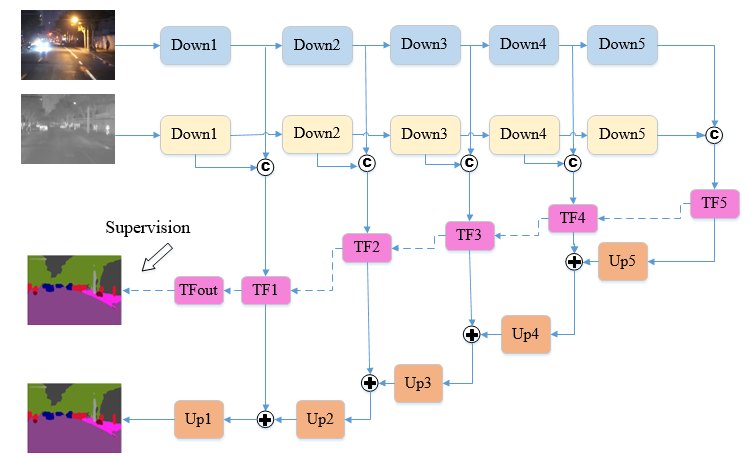 Down1 Down2 Down3 Down4 Down5
Down1 Down2 Down3 Down4 Down5
C C C C C
TF5
TF4
TF3
TF2
Supervision
Up5
TFout TF1
Up4
Up3
Up1 Up2